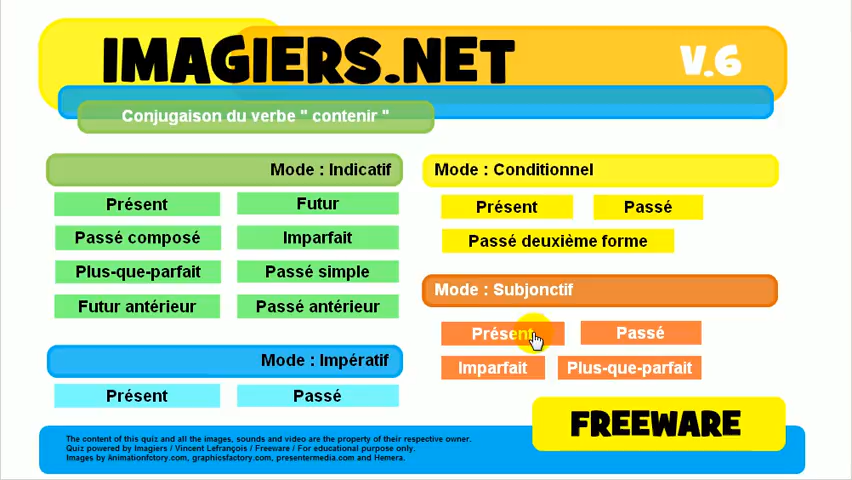 IMAGIERS.NET
V.6
Conjugaison du verbe " contenir "
Mode : Indicatif
Présent
Futur
Passé composé
Imparfait
Plus-que-parfait
Passé simple
Futur antérieur
Passé antérieur
Mode : Impératif
Présent
Passé
Mode : Conditionnel
Présent
Passé
Passé deuxième forme
Mode : Subjonctif
Présent
Passé
Imparfait
Plus-que-parfait
FREEWARE
The content of this quiz and all the images, sounds and video are the property of their respective owner.
Quiz powered by Imagiers / Vincent Lefrançois / Freeware / For educational purpose only.
Images by Animationfctory.com, graphicsfactory.com, presentermedia.com and Hemera.